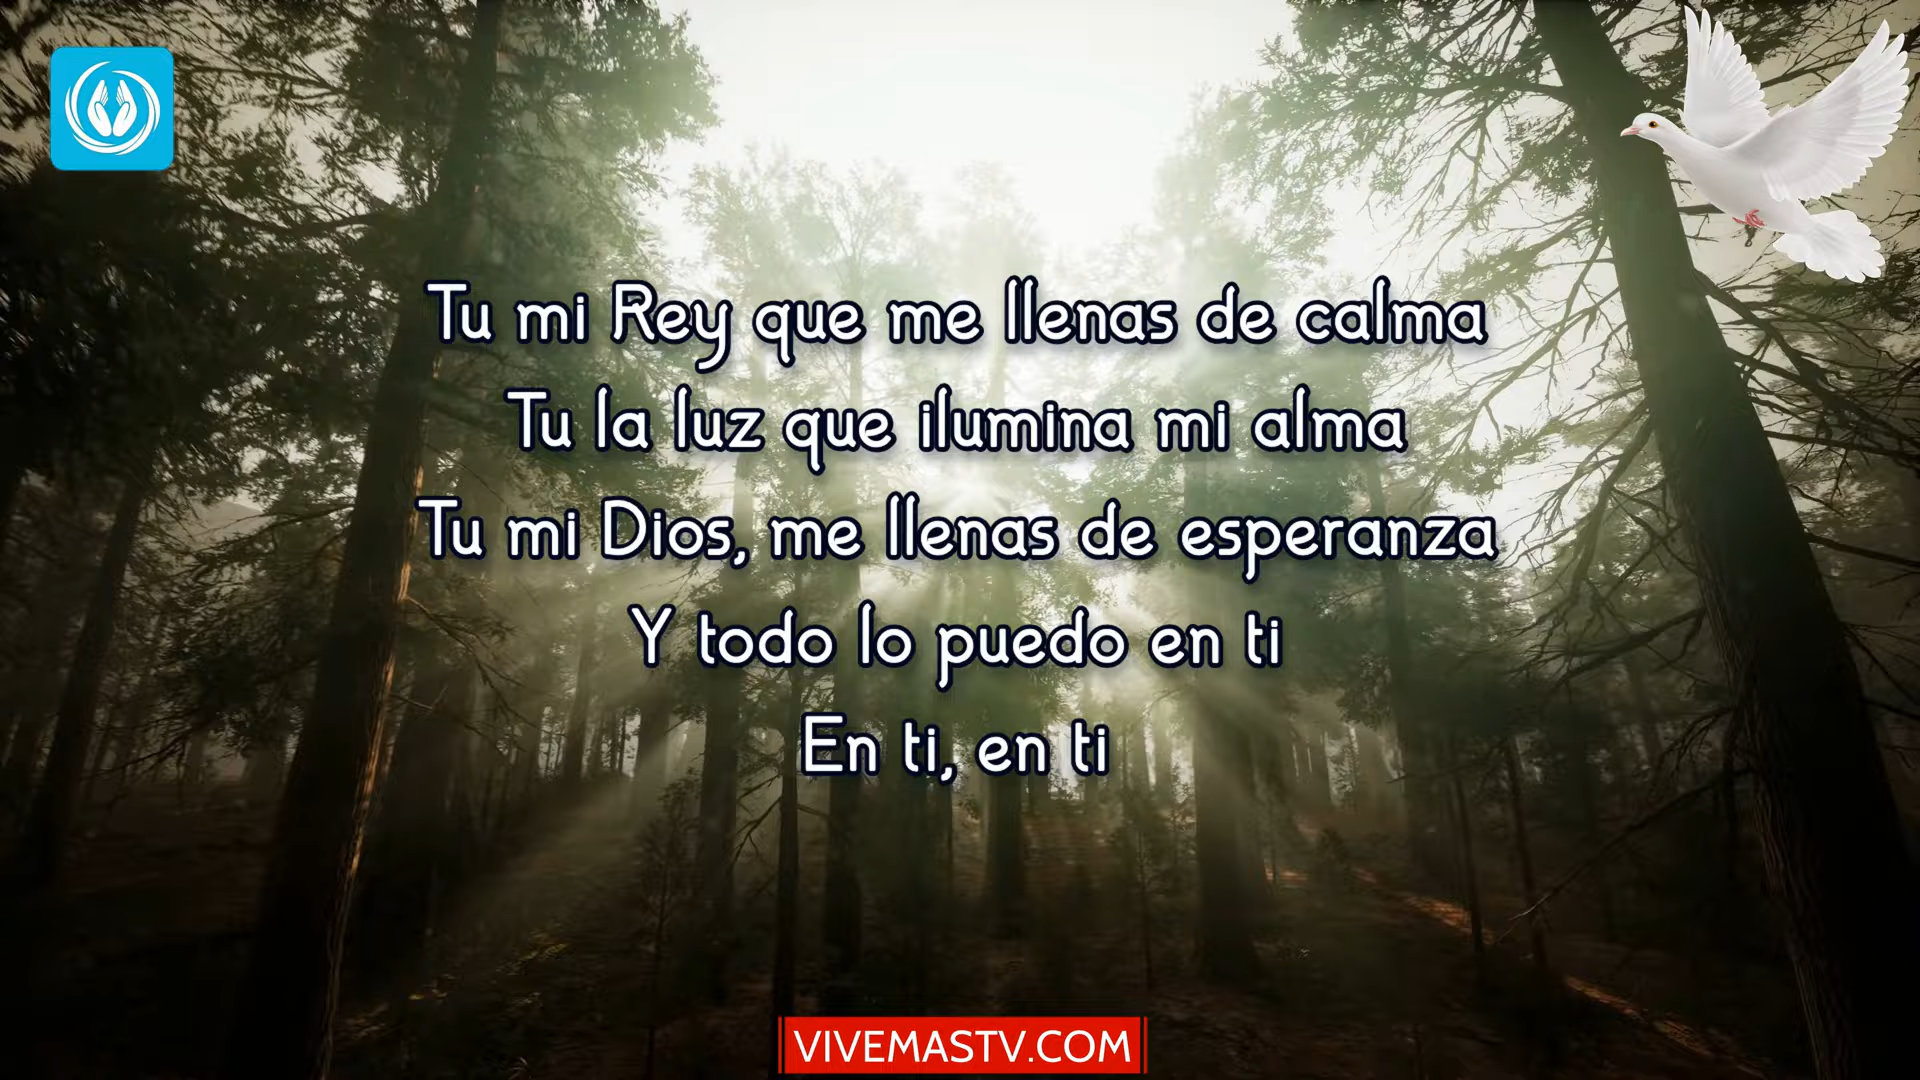 Tu mi Rey que me llenas de calma
Tu la luz que ilumina mi alma
Tu mi Dios, me llenas de esperanza
Y todo lo puedo en ti
En ti, en ti
VIVEMASTV.COM